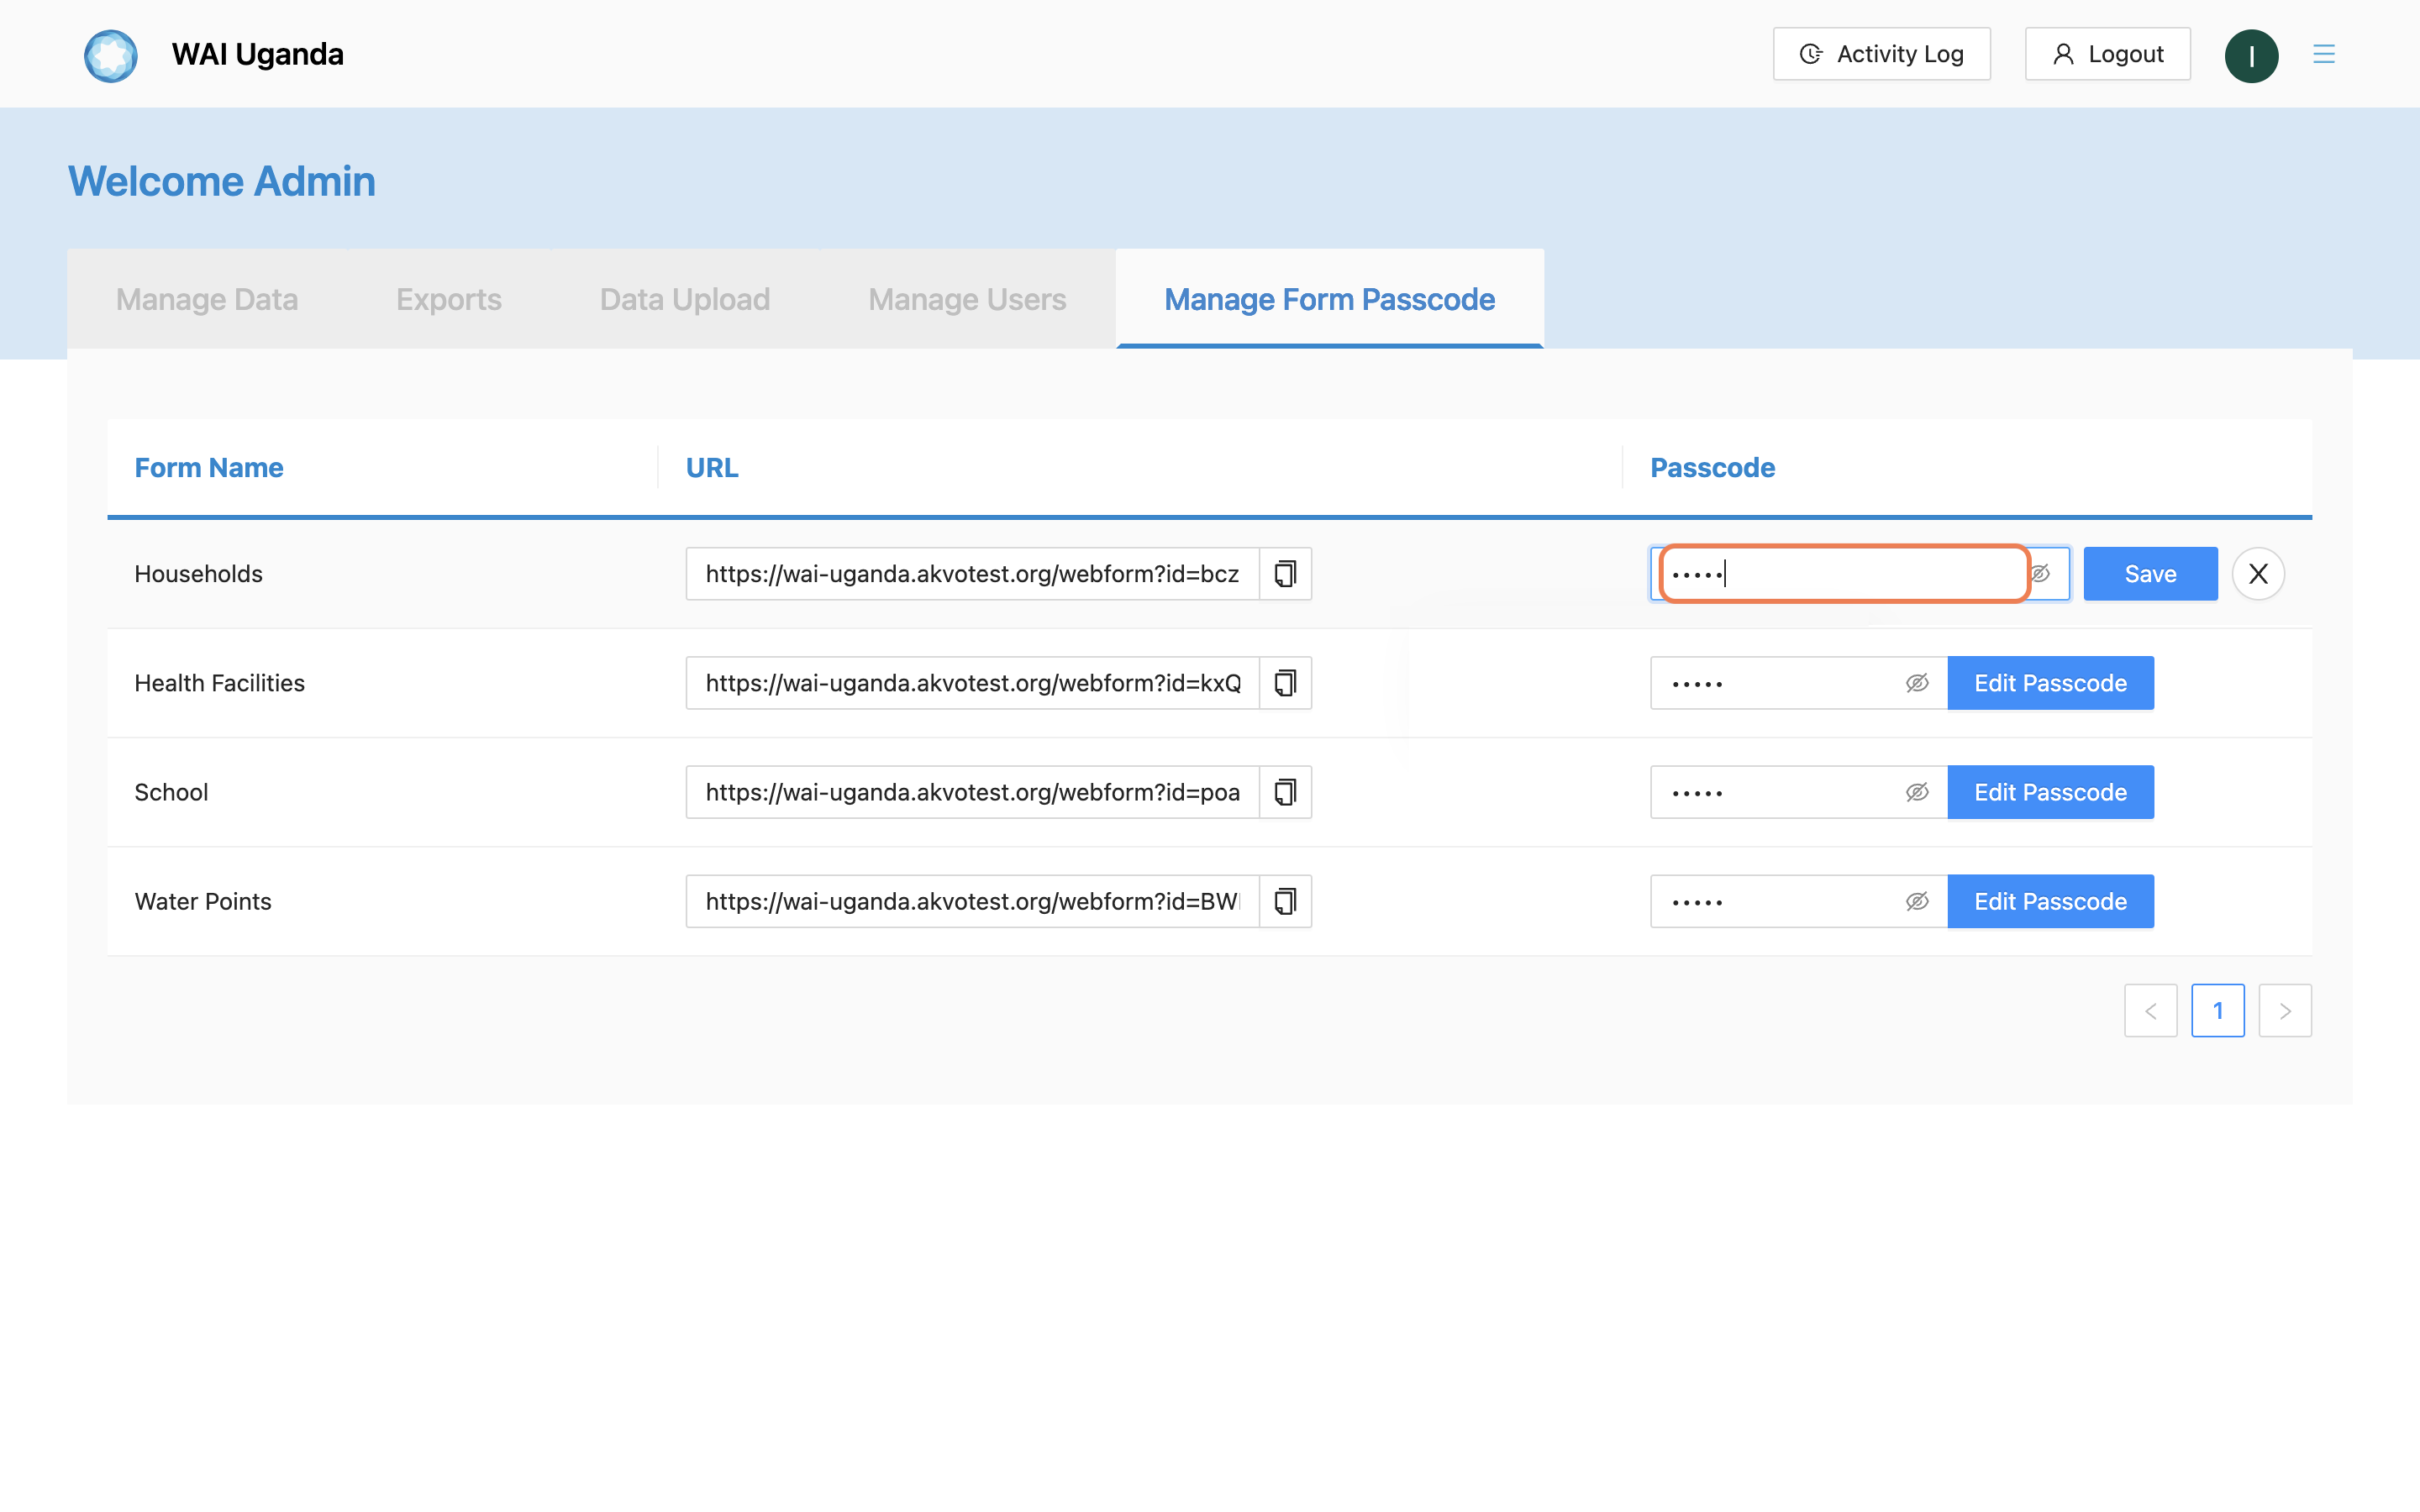 WAI Uganda
Activity Log
Logout
I
Welcome Admin
Manage Data
Exports
Data Upload
Manage Users
Manage Form Passcode
Form Name
URL
Passcode
Households
https://wai-uganda.akvotest.org/webform?id=bcz
•••••
Save
X
Health Facilities
https://wai-uganda.akvotest.org/webform?id=kxQ
•••••
Edit Passcode
School
https://wai-uganda.akvotest.org/webform?id=poa
•••••
Edit Passcode
Water Points
https://wai-uganda.akvotest.org/webform?id=BW
•••••
Edit Passcode
< 1 >